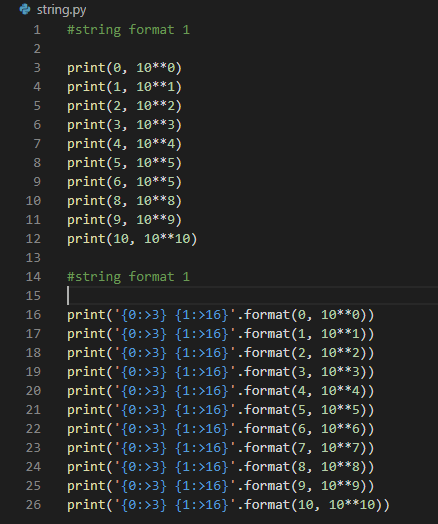 string.py
1 #string format 1
2
3 print(0, 10**0)
4 print(1, 10**1)
5 print(2, 10**2)
6 print(3, 10**3)
7 print(4, 10**4)
8 print(5, 10**5)
9 print(6, 10**5)
10 print(8, 10**8)
11 print(9, 10**9)
12 print(10, 10**10)
13
14 #string format 1
15
16 print('{0:>3} {1:>16}'.format(0, 10**0))
17 print('{0:>3} {1:>16}'.format(1, 10**1))
18 print('{0:>3} {1:>16}'.format(2, 10**2))
19 print('{0:>3} {1:>16}'.format(3, 10**3))
20 print('{0:>3} {1:>16}'.format(4, 10**4))
21 print('{0:>3} {1:>16}'.format(5, 10**5))
22 print('{0:>3} {1:>16}'.format(6, 10**6))
23 print('{0:>3} {1:>16}'.format(7, 10**7))
24 print('{0:>3} {1:>16}'.format(8, 10**8))
25 print('{0:>3} {1:>16}'.format(9, 10**9))
26 print('{0:>3} {1:>16}'.format(10, 10**10))